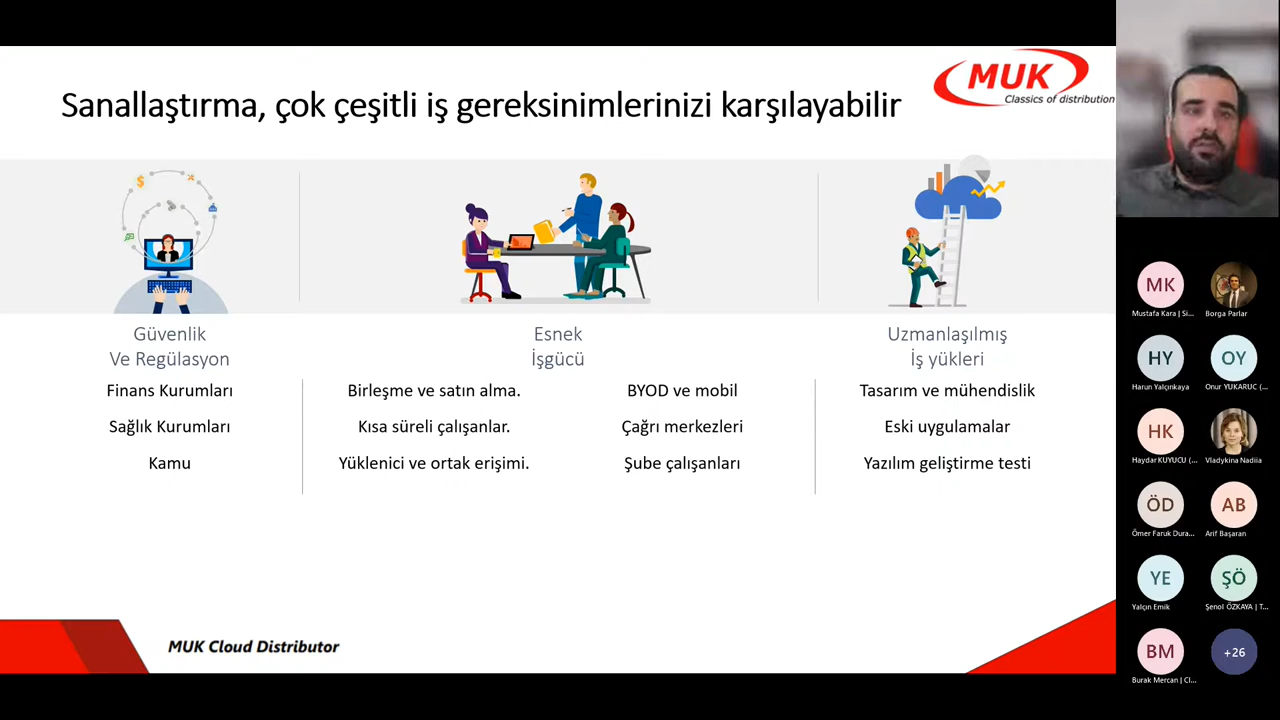 Sanallaştırma, çok çeşitli iş gereksinimlerinizi karşılayabilir
MUK
Classics of distribution
Güvenlik
Ve Regülasyon
Finans Kurumları
Sağlık Kurumları
Kamu
Esnek
İşgücü
Birleşme ve satın alma.
Kısa süreli çalışanlar.
Yüklenici ve ortak erişimi.
BYOD ve mobil
Çağrı merkezleri
Şube çalışanları
Uzmanlaşılmış
İş yükleri
Tasarım ve mühendislik
Eski uygulamalar
Yazılım geliştirme testi
MUK Cloud Distributor
MK
Mustafa Kara | Si...
Borga Parlar
HY
Harun Yalçınkaya
OY
Onur YUKARUC (...
HK
Haydar KUYUCU (...
Vladykina Nadiia
ÖD
Ömer Faruk Dura...
AB
Arif Başaran
YE
Yalçın Emik
ŞÖ
Şenol ÖZKAYA | T...
BM
Burak Mercan | Cl...
+26